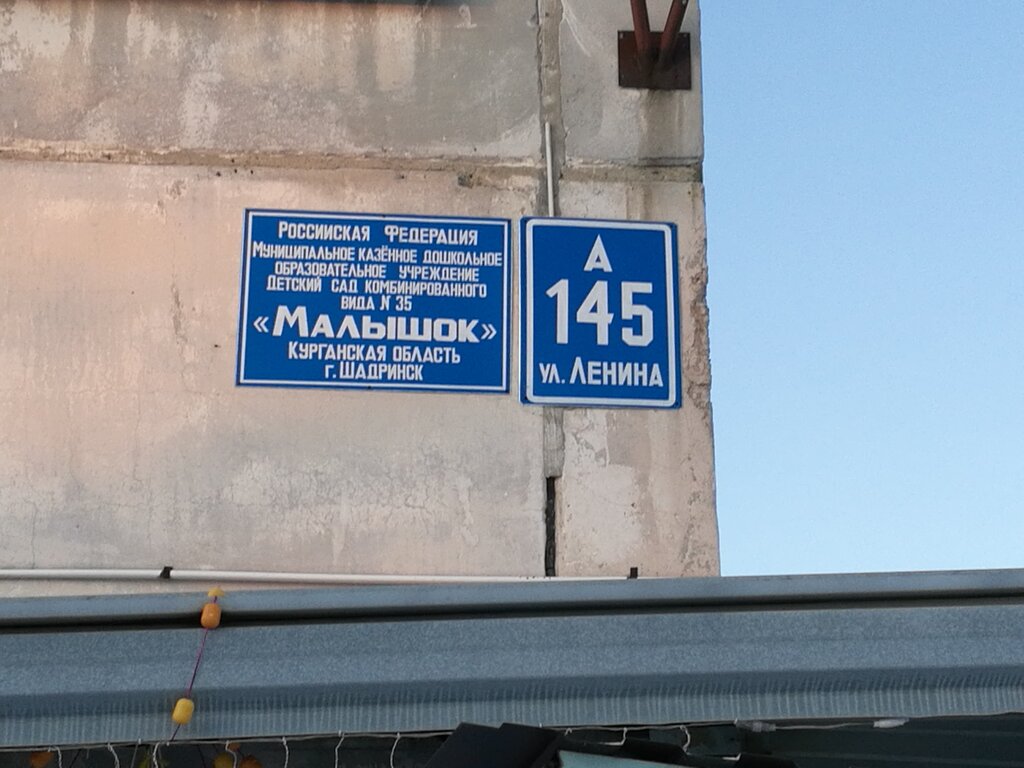 Российская Федерация
Муниципальное казённое дошкольное
образовательное учреждение
Детский сад комбинированного
вида N 35
«Малышок»
Курганская область
г. Шадринск
А
145
ул. Ленина